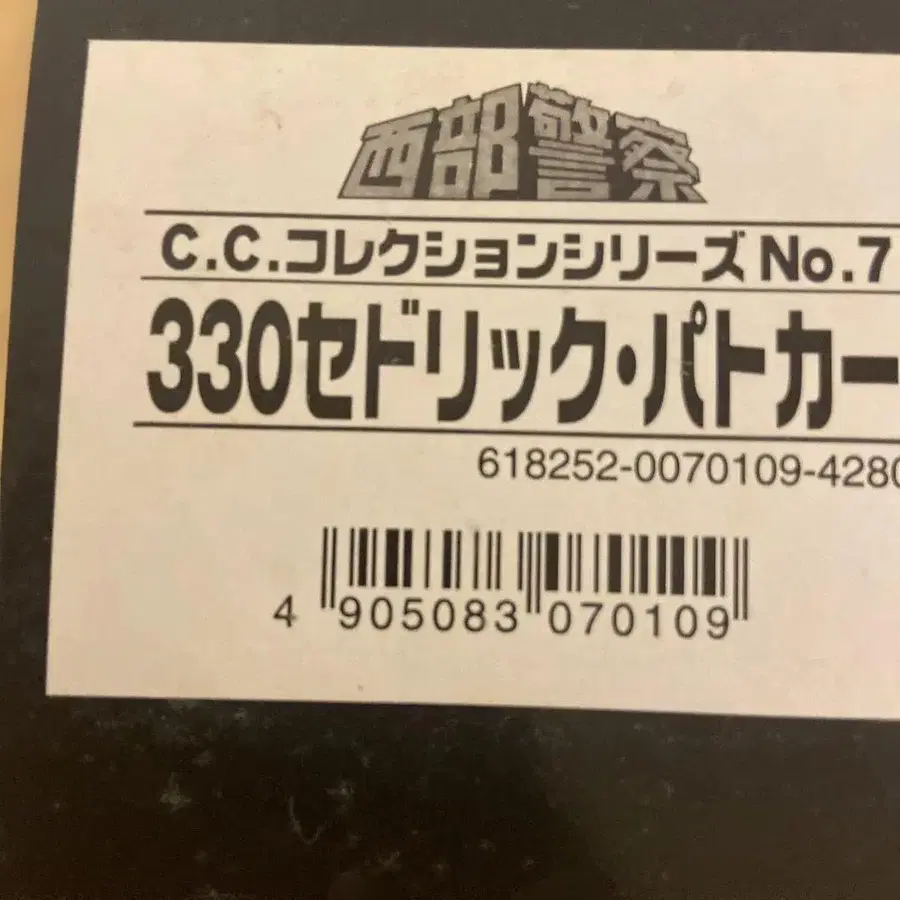 西部警察
C.C.コレクションシリーズ No.7
330セドリック・パトカー
618252-0070109-4280
4 905083 070109